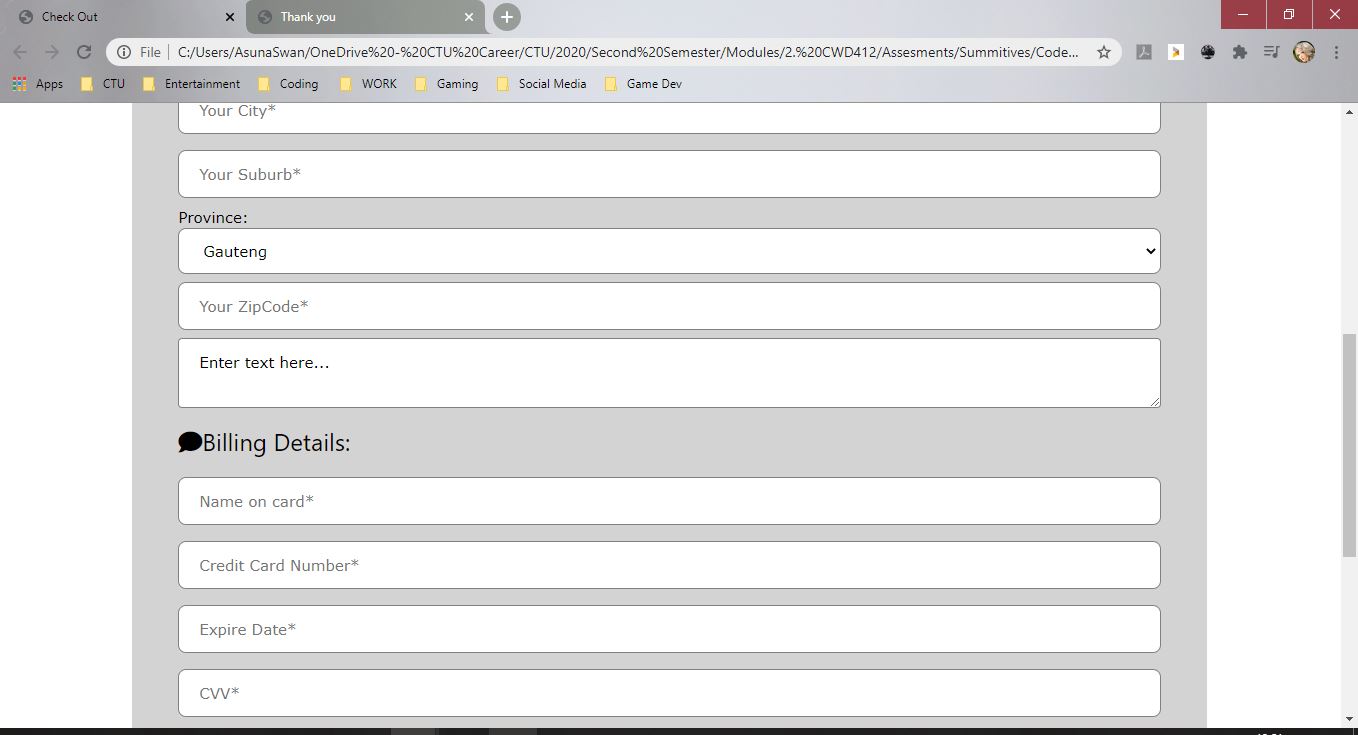 Check Out
Thank you
File C:/Users/AsunaSwan/OneDrive%20-%20CTU%20Career/CTU/2020/Second%20Semester/Modules/2.%20CWD412/Assesments/Summitives/Code...
Apps CTU Entertainment Coding WORK Gaming Social Media Game Dev
Your City*
Your Suburb*
Province:
Gauteng
Your ZipCode*
Enter text here...
Billing Details:
Name on card*
Credit Card Number*
Expire Date*
CVV*